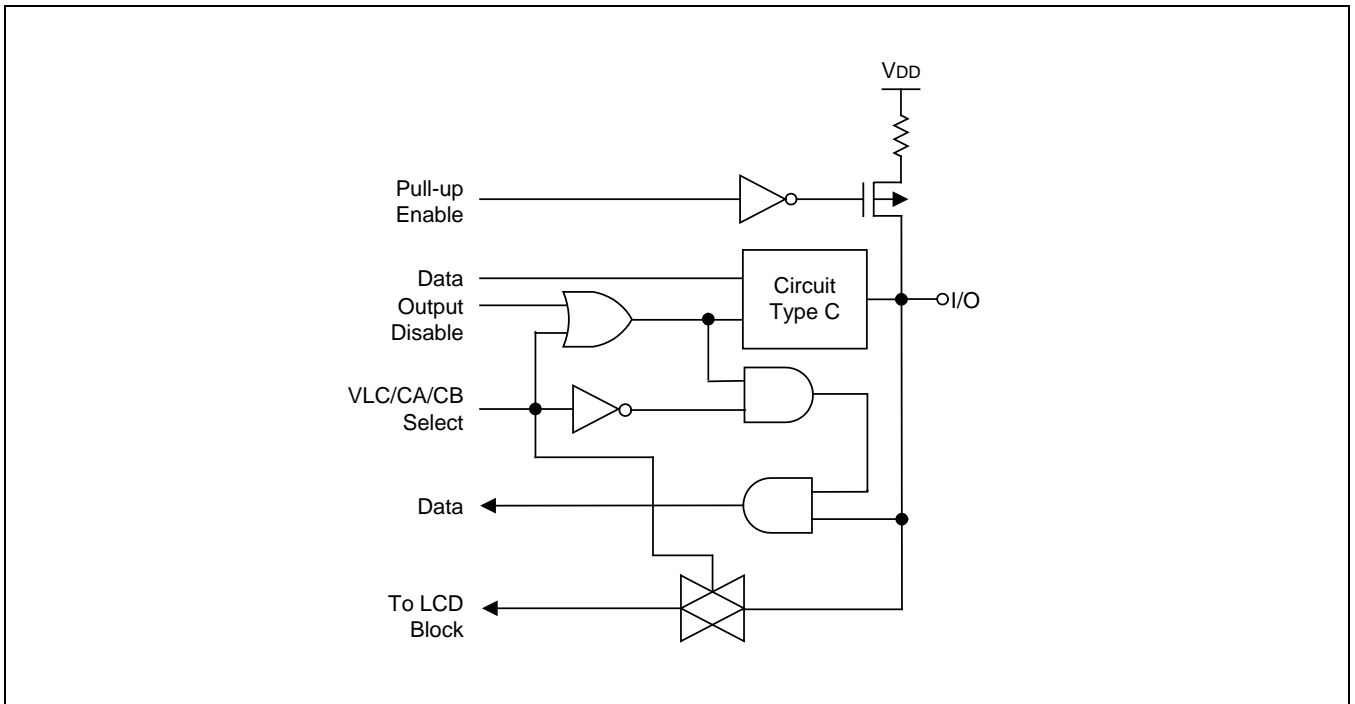 VDD
Pull-up
Enable
Data
Output
Disable
Circuit
Type C
I/O
VLC/CA/CB
Select
Data
To LCD
Block